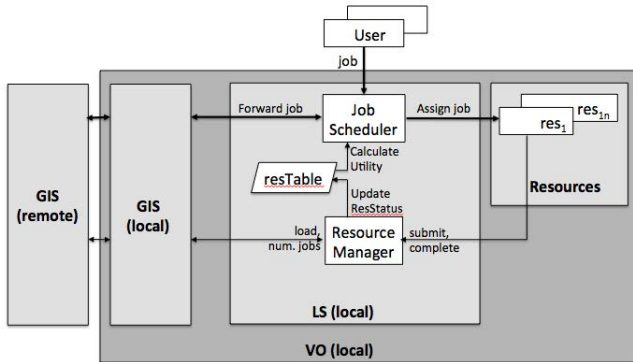 User
job
Forward job
Job
Scheduler
Assign job
res1n
res1
Resources
Calculate
Utility
resTable
Update
ResStatus
GIS
(remote)
GIS
(local)
load,
num. jobs
Resource
Manager
submit,
complete
LS (local)
VO (local)